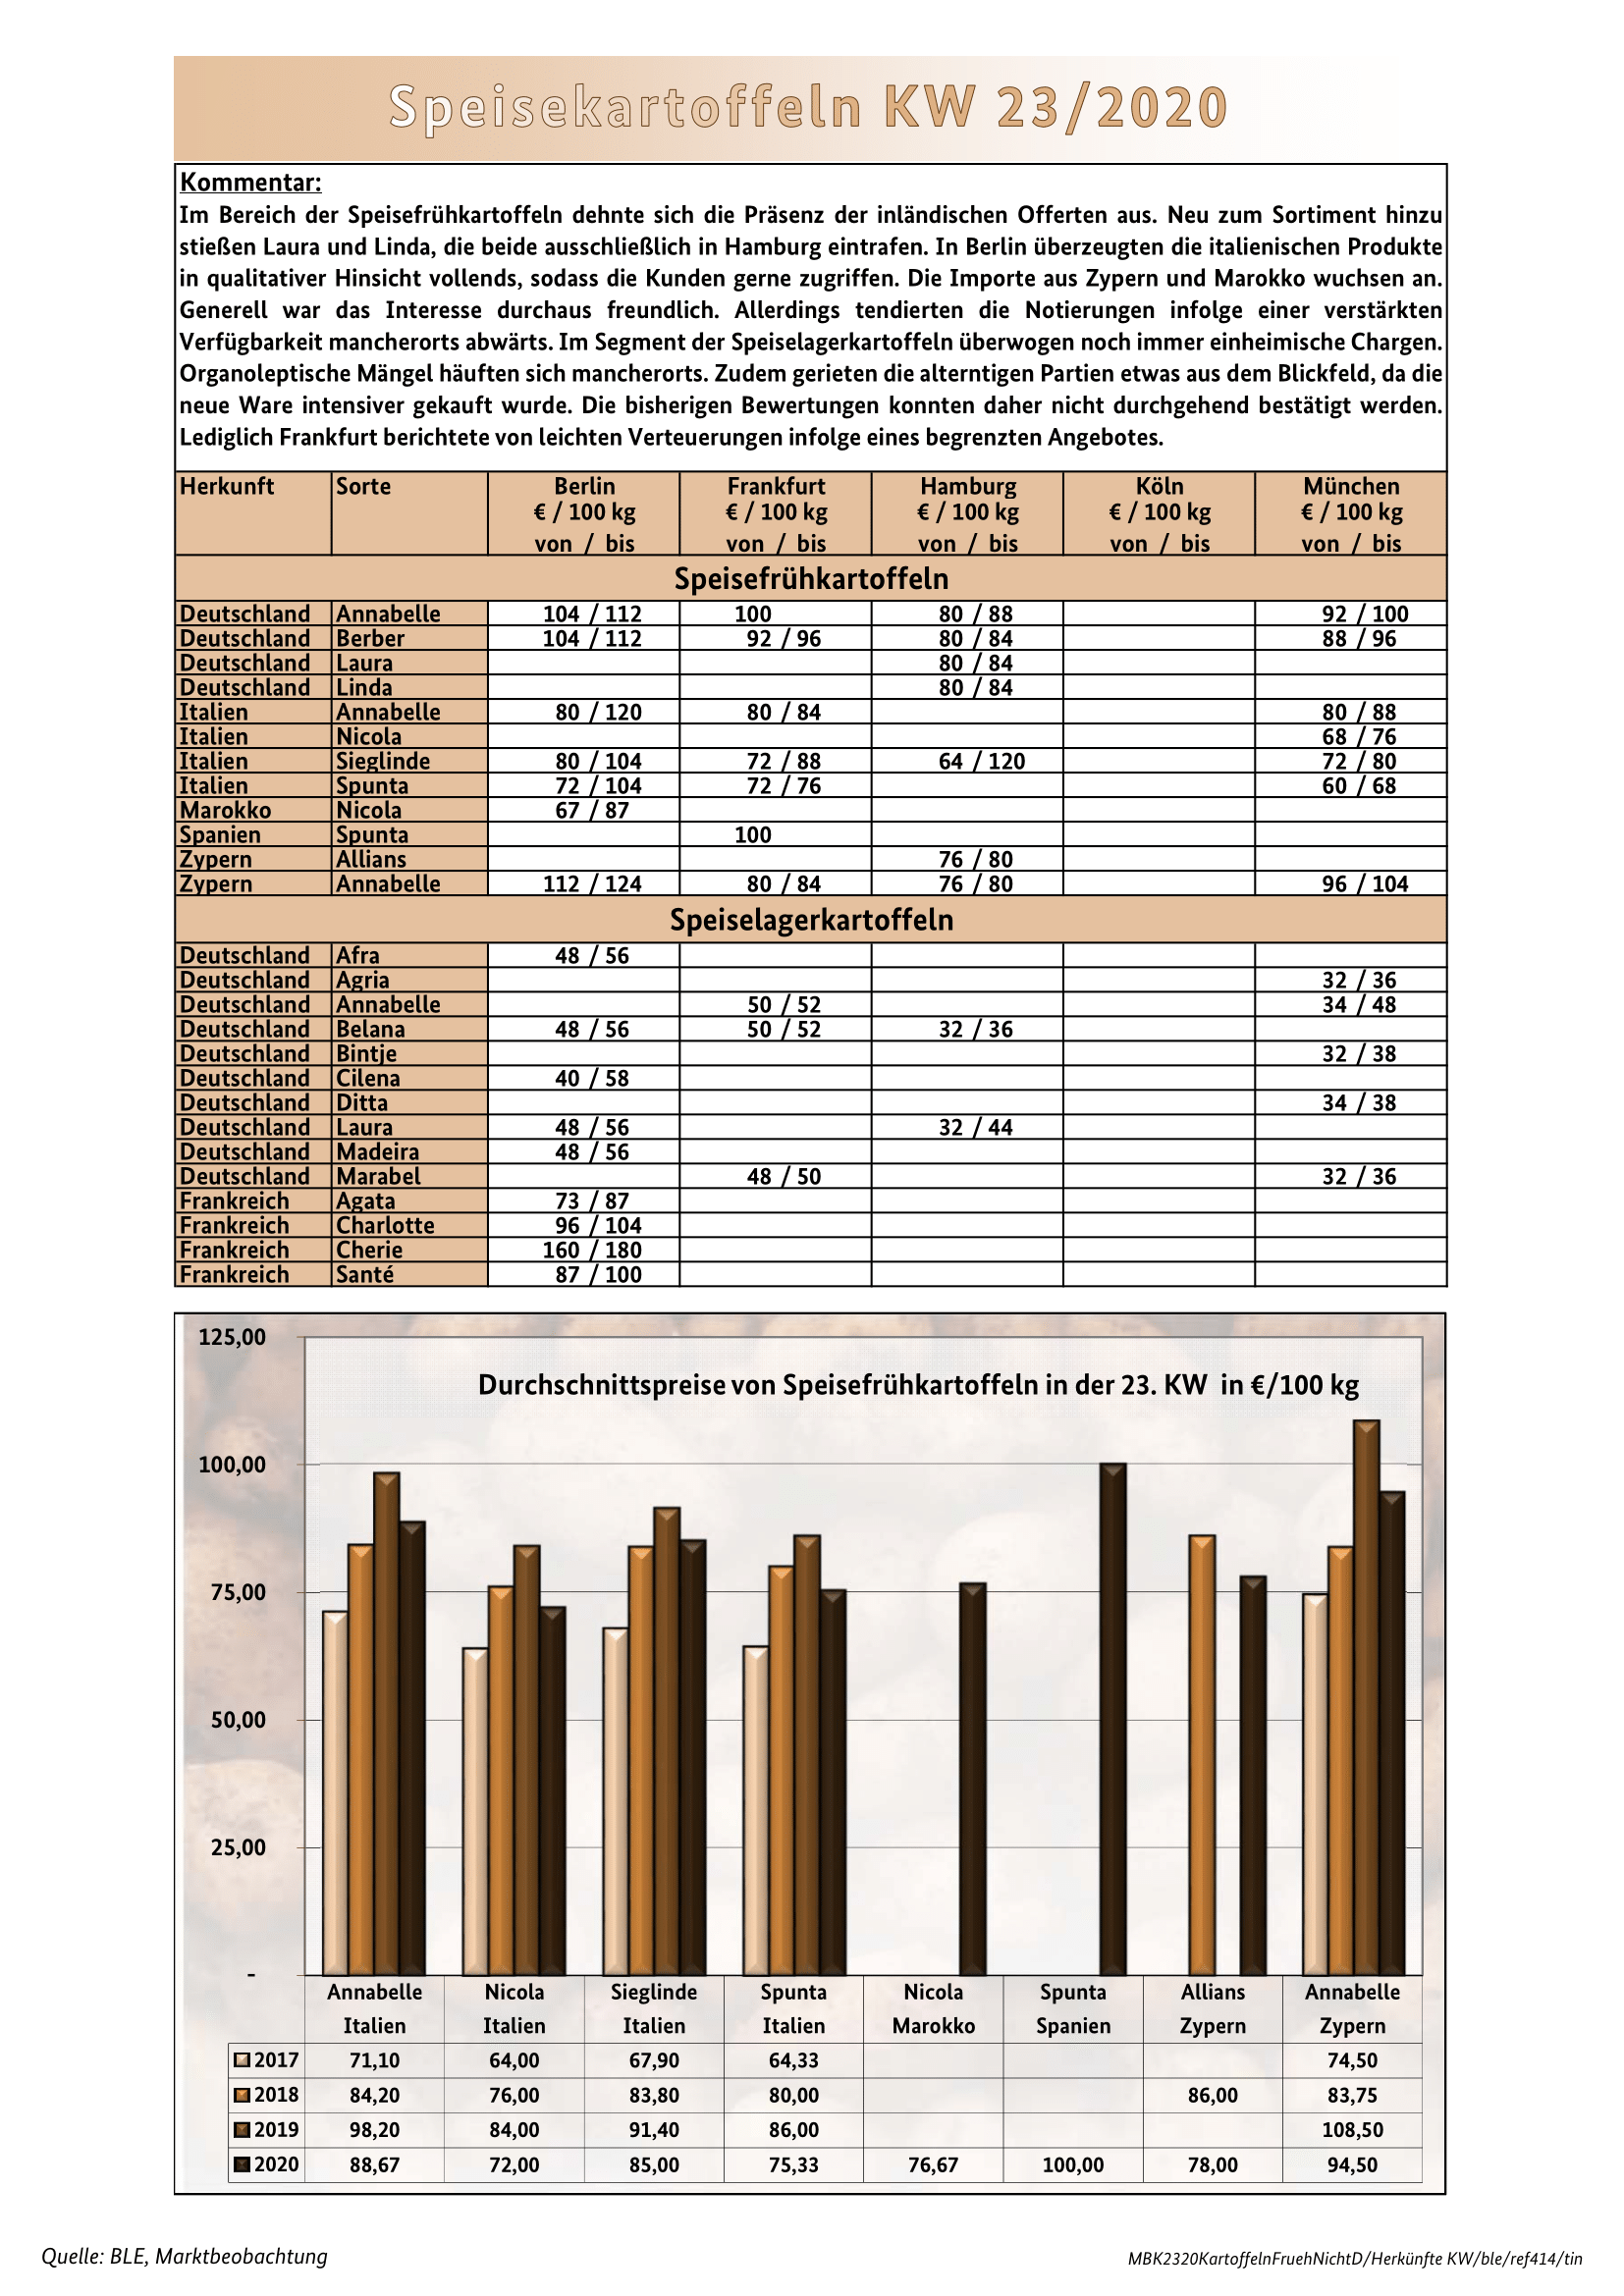 Speisekartoffeln KW 23/2020
Kommentar:
Im Bereich der Speisefrühkartoffeln dehnte sich die Präsenz der inländischen Offerten aus. Neu zum Sortiment hinzu
stießen Laura und Linda, die beide ausschließlich in Hamburg eintrafen. In Berlin überzeugten die italienischen Produkte
in qualitativer Hinsicht vollends, sodass die Kunden gerne zugriffen. Die Importe aus Zypern und Marokko wuchsen an.
Generell war das Interesse durchaus freundlich. Allerdings tendierten die Notierungen infolge einer verstärkten
Verfügbarkeit mancherorts abwärts. Im Segment der Speiselagerkartoffeln überwogen noch immer einheimische Chargen.
Organoleptische Mängel häuften sich mancherorts. Zudem gerieten die alterntigen Partien etwas aus dem Blickfeld, da die
neue Ware intensiver gekauft wurde. Die bisherigen Bewertungen konnten daher nicht durchgehend bestätigt werden.
Lediglich Frankfurt berichtete von leichten Verteuerungen infolge eines begrenzten Angebotes.
Herkunft Sorte Berlin Frankfurt Hamburg Köln München
€ / 100 kg € / 100 kg € / 100 kg € / 100 kg € / 100 kg
von / bis von / bis von / bis von / bis von / bis
Speisefrühkartoffeln
Deutschland Annabelle 104 / 112 100 80 / 88 92 / 100
Deutschland Berber 104 / 112 92 / 96 80 / 84 88 / 96
Deutschland Laura 80 / 84
Deutschland Linda 80 / 84
Italien Annabelle 80 / 120 80 / 84 80 / 88
Italien Nicola 68 / 76
Italien Sieglinde 80 / 104 72 / 88 64 / 120 72 / 80
Italien Spunta 72 / 104 72 / 76 60 / 68
Marokko Nicola 67 / 87
Spanien Spunta 100
Zypern Allians 76 / 80
Zypern Annabelle 112 / 124 80 / 84 76 / 80 96 / 104
Speiselagerkartoffeln
Deutschland Afra 48 / 56
Deutschland Agria 32 / 36
Deutschland Annabelle 50 / 52 34 / 48
Deutschland Belana 48 / 56 50 / 52 32 / 36
Deutschland Bintje 32 / 38
Deutschland Cilena 40 / 58
Deutschland Ditta 34 / 38
Deutschland Laura 48 / 56 32 / 44
Deutschland Madeira 48 / 56
Deutschland Marabel 48 / 50 32 / 36
Frankreich Agata 73 / 87
Frankreich Charlotte 96 / 104
Frankreich Cherie 160 / 180
Frankreich Santé 87 / 100
Durchschnittspreise von Speisefrühkartoffeln in der 23. KW in €/100 kg
125,00
100,00
75,00
50,00
25,00
-
Annabelle Nicola Sieglinde Spunta Nicola Spunta Allians Annabelle
Italien Italien Italien Italien Marokko Spanien Zypern Zypern
2017 71,10 64,00 67,90 64,33 74,50
2018 84,20 76,00 83,80 80,00 86,00 83,75
2019 98,20 84,00 91,40 86,00 108,50
2020 88,67 72,00 85,00 75,33 76,67 100,00 78,00 94,50
Quelle: BLE, Marktbeobachtung
MBK2320KartoffelnFruehNichtD/Herkünfte KW/ble/ref414/tin